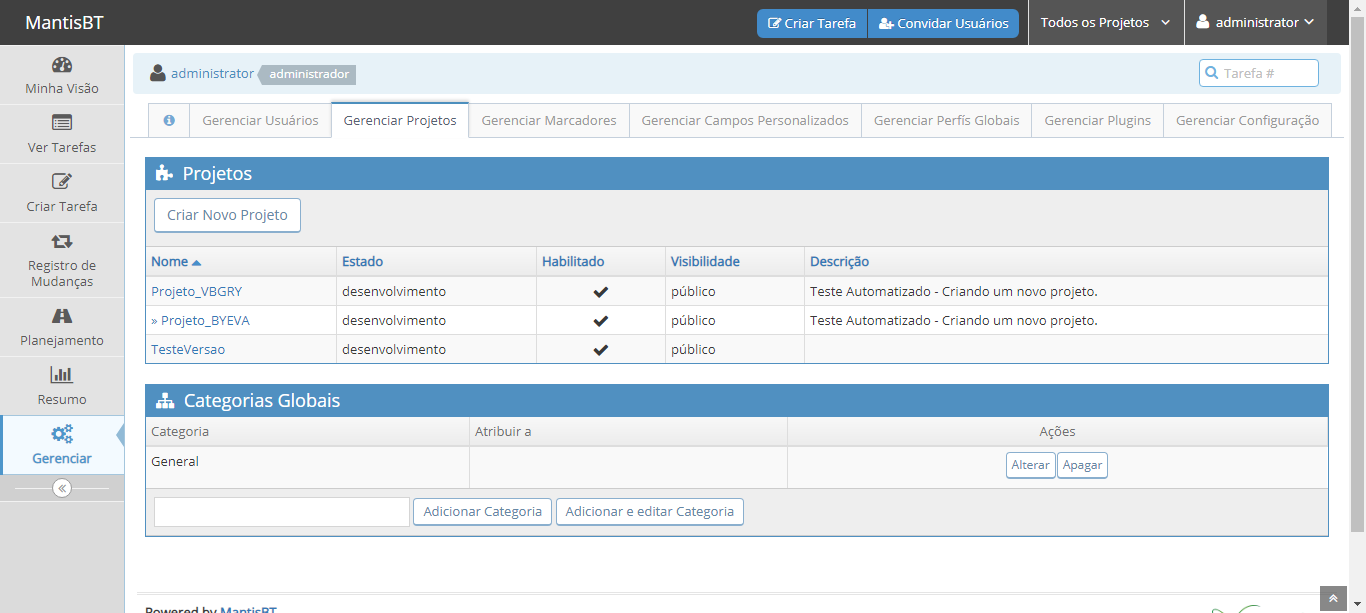 MantisBT
Criar Tarefa Convidar Usuários Todos os Projetos administrator
Minha Visão
Ver Tarefas
Criar Tarefa
Registro de
Mudanças
Planejamento
Resumo
Gerenciar
administrator administrador Tarefa #
Gerenciar Usuários Gerenciar Projetos Gerenciar Marcadores Gerenciar Campos Personalizados Gerenciar Perfís Globais Gerenciar Plugins Gerenciar Configuração
Projetos
Criar Novo Projeto
Nome Estado Habilitado Visibilidade Descrição
Projeto_VBGRY desenvolvimento público Teste Automatizado - Criando um novo projeto.
» Projeto_BYEVA desenvolvimento público Teste Automatizado - Criando um novo projeto.
TesteVersao desenvolvimento público
Categorias Globais
Categoria Atribuir a Ações
General Alterar Apagar
Adicionar Categoria Adicionar e editar Categoria
Powered by MantisBT